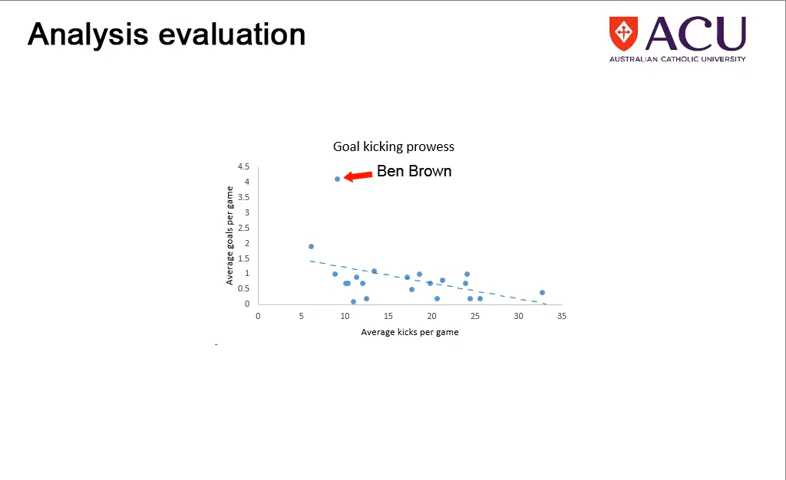 Analysis evaluation
ACU
AUSTRALIAN CATHOLIC UNIVERSITY
Goal kicking prowess
Ben Brown
Average goals per game
4.5
4
3.5
3
2.5
2
1.5
1
0.5
0
0 5 10 15 20 25 30 35
Average kicks per game